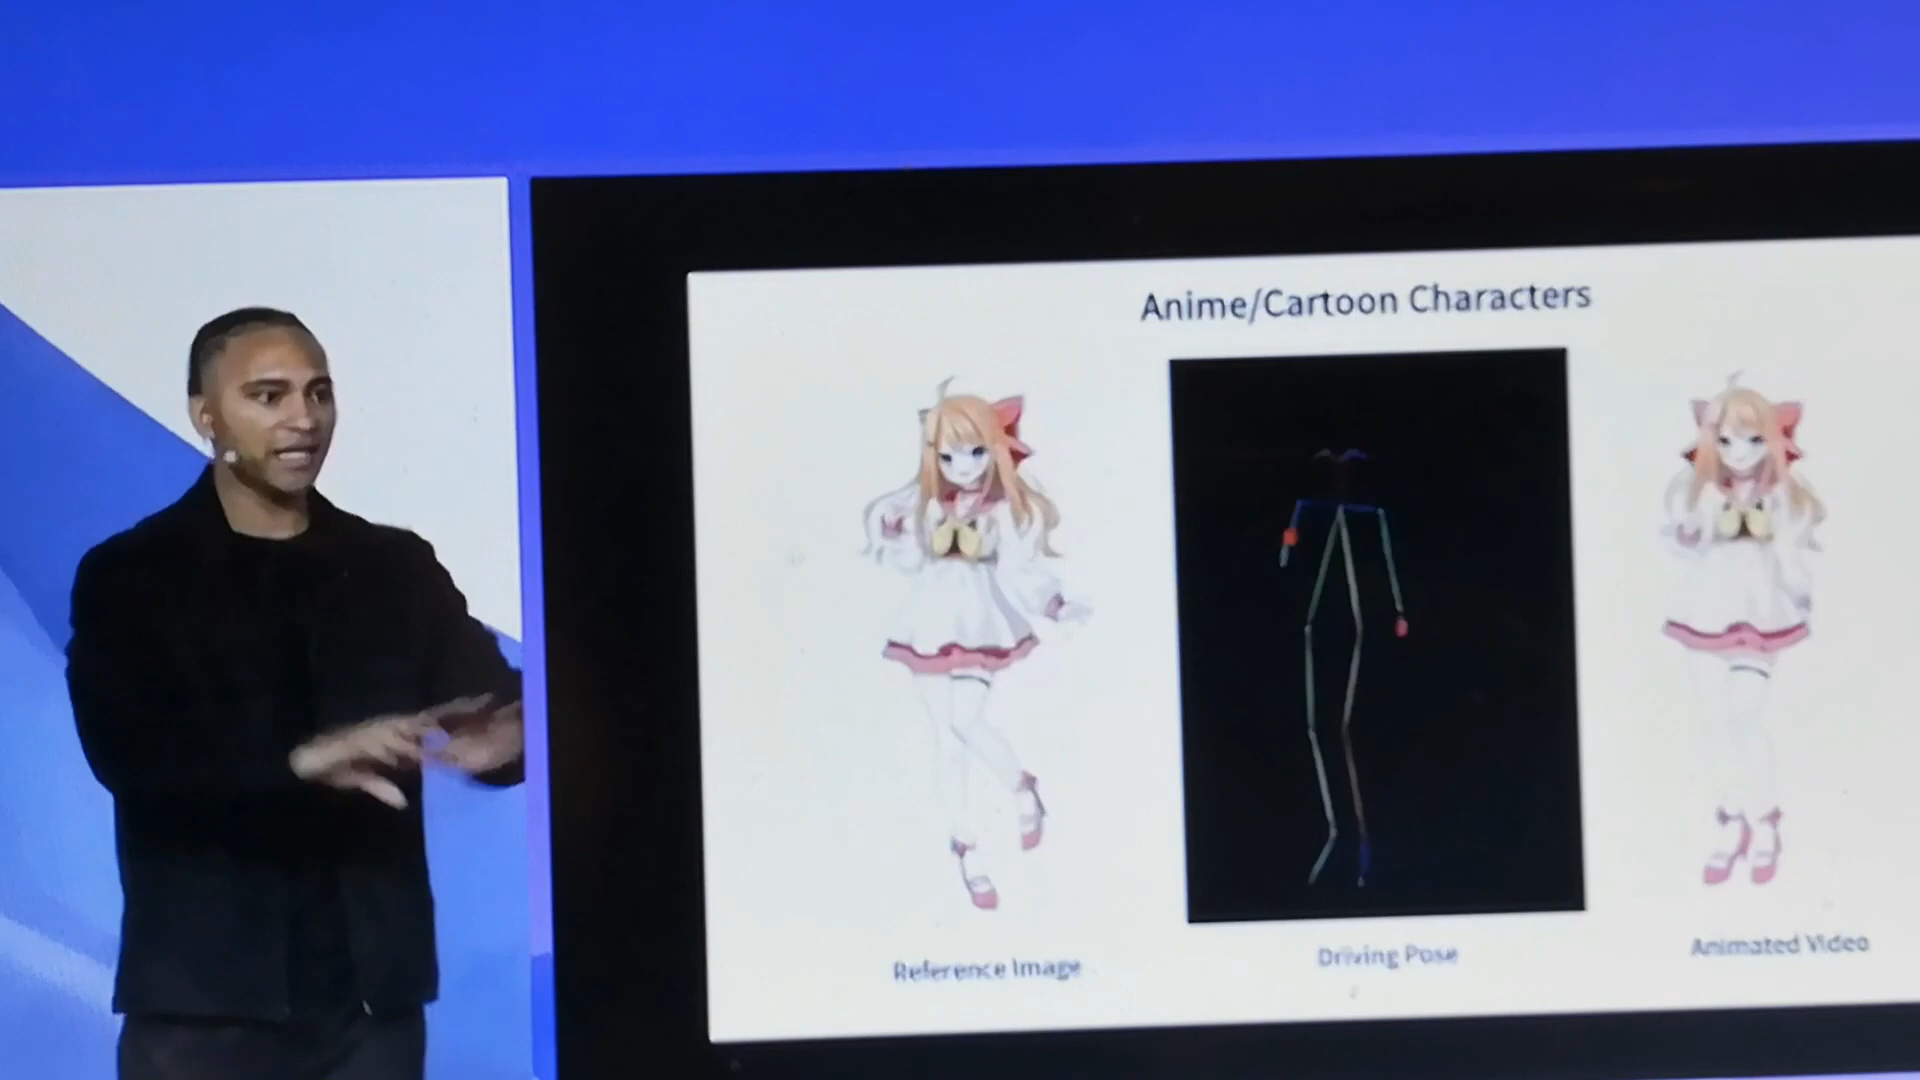 Anime/Cartoon Characters
Reference Image
Driving Pose
Animated Video